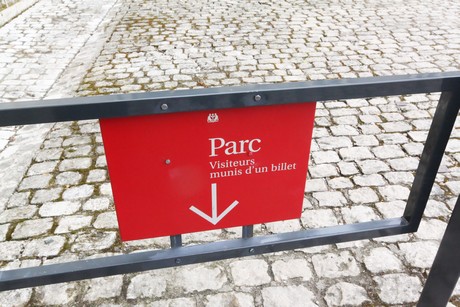 Parc
Visiteurs
munis d'un billet